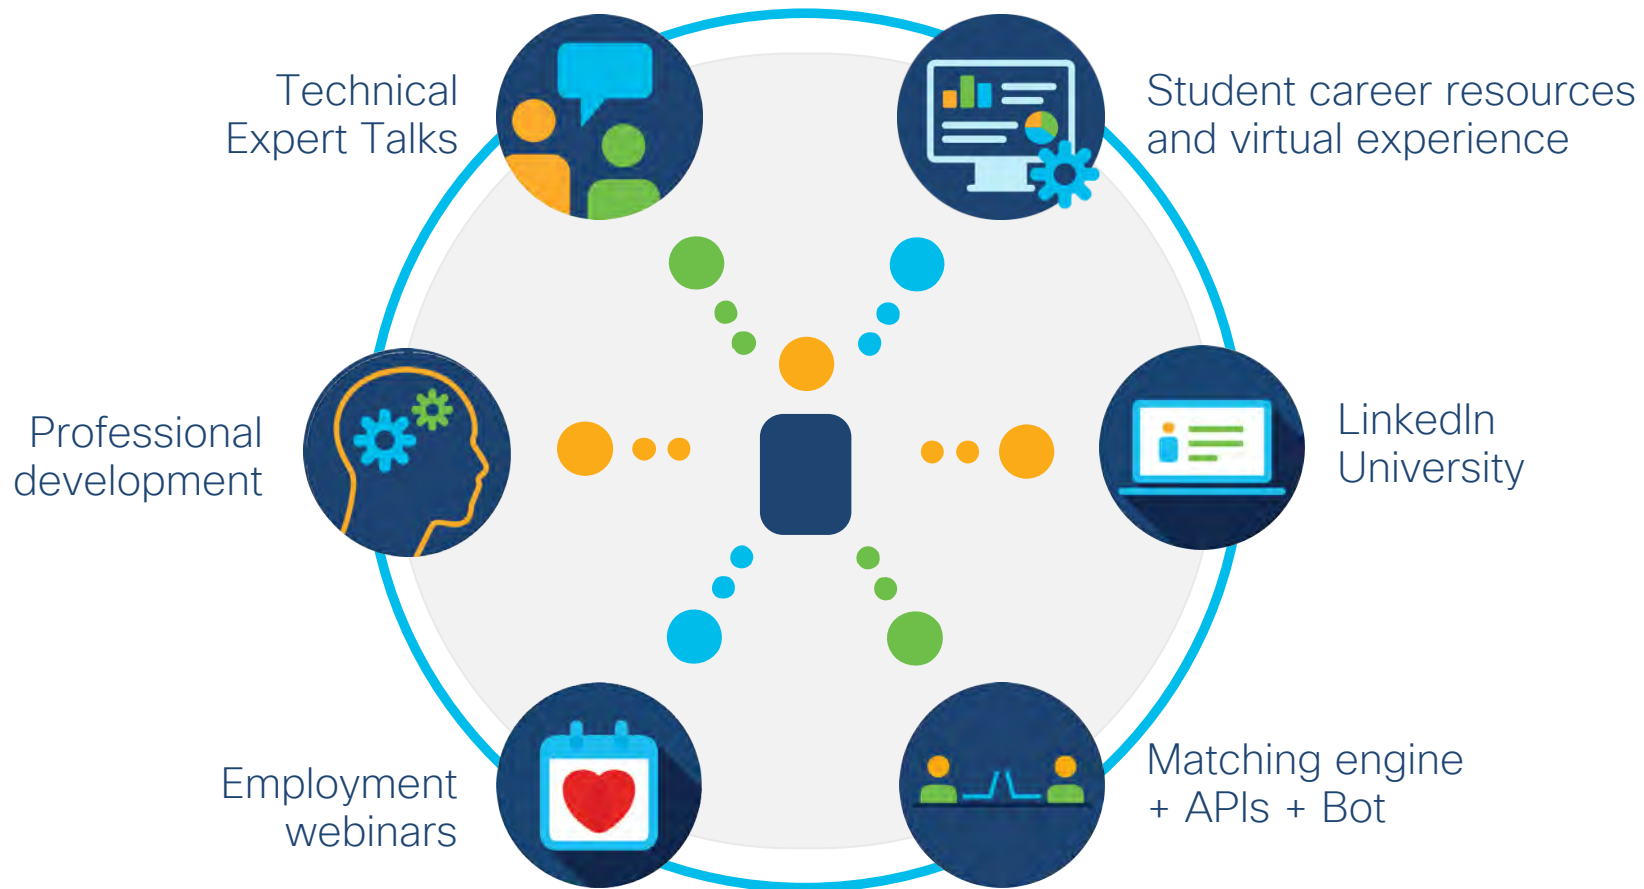 Technical
Expert Talks
Student career resources
and virtual experience
Professional
development
LinkedIn
University
Employment
webinars
Matching engine
+ APIs + Bot